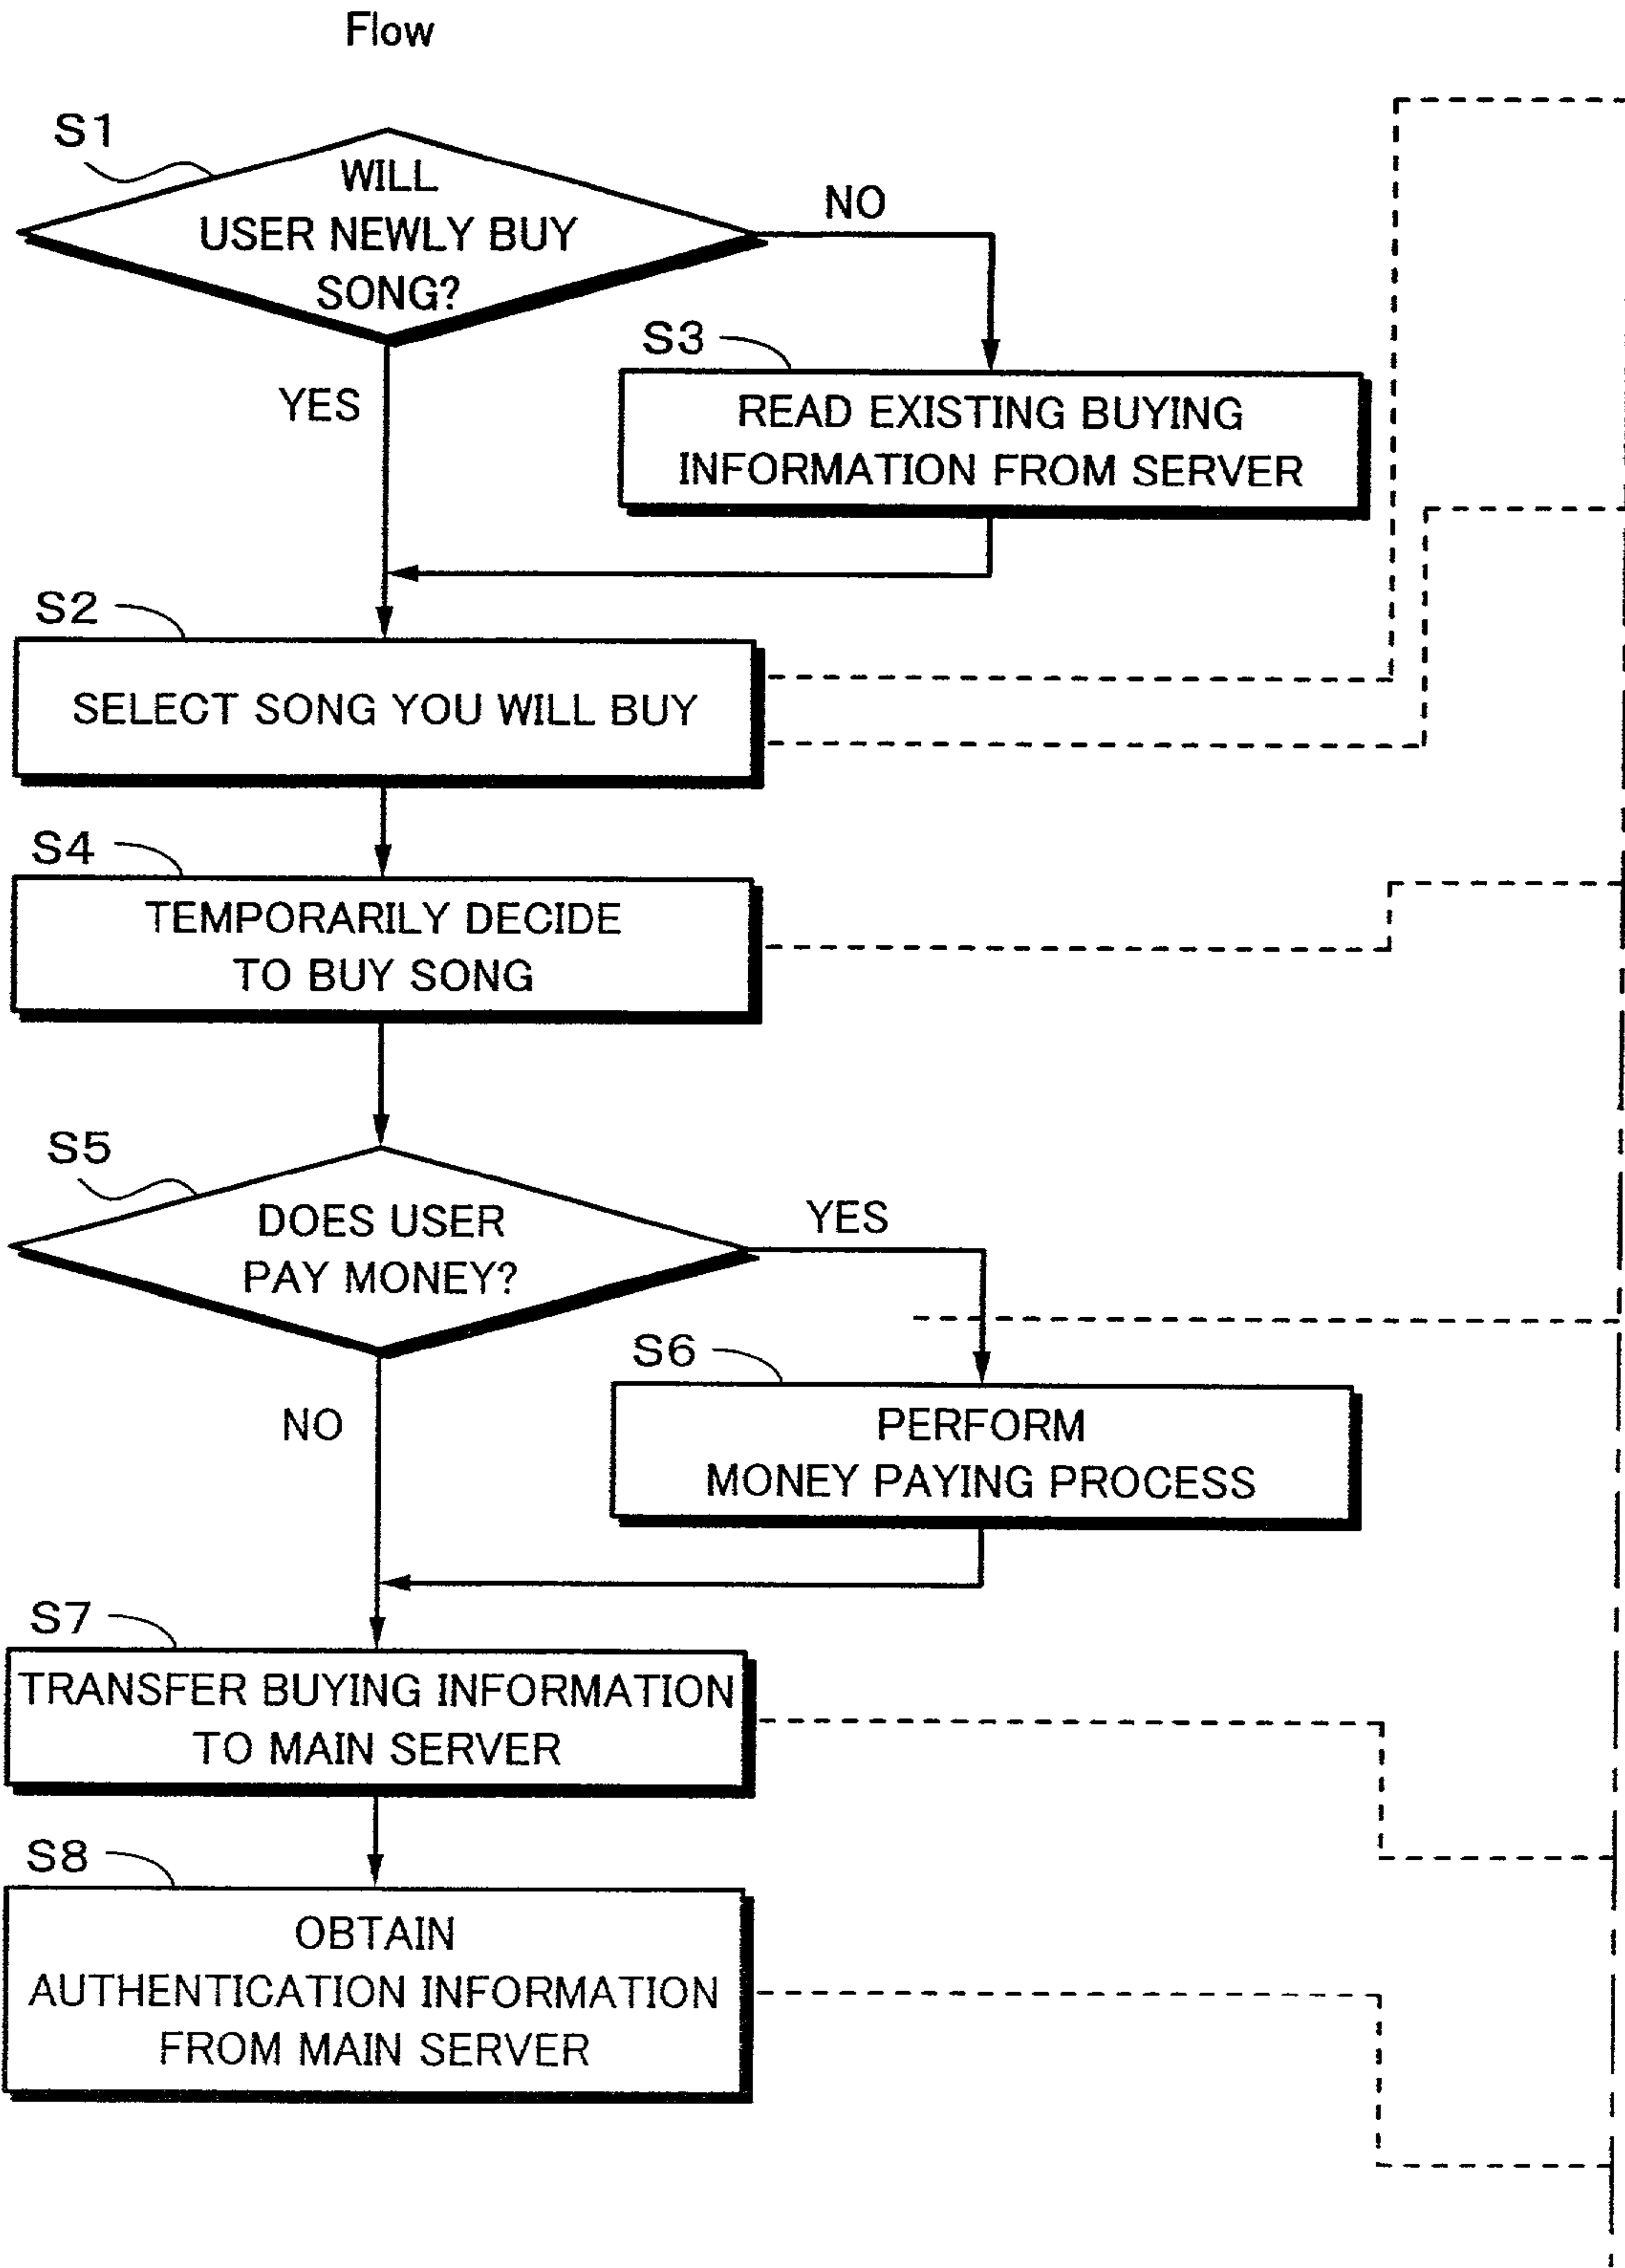 Flow
S1
WILL
USER NEWLY BUY
SONG?
NO
YES
S3
READ EXISTING BUYING
INFORMATION FROM SERVER
S2
SELECT SONG YOU WILL BUY
S4
TEMPORARILY DECIDE
TO BUY SONG
S5
DOES USER
PAY MONEY?
YES
NO
S6
PERFORM
MONEY PAYING PROCESS
S7
TRANSFER BUYING INFORMATION
TO MAIN SERVER
S8
OBTAIN
AUTHENTICATION INFORMATION
FROM MAIN SERVER